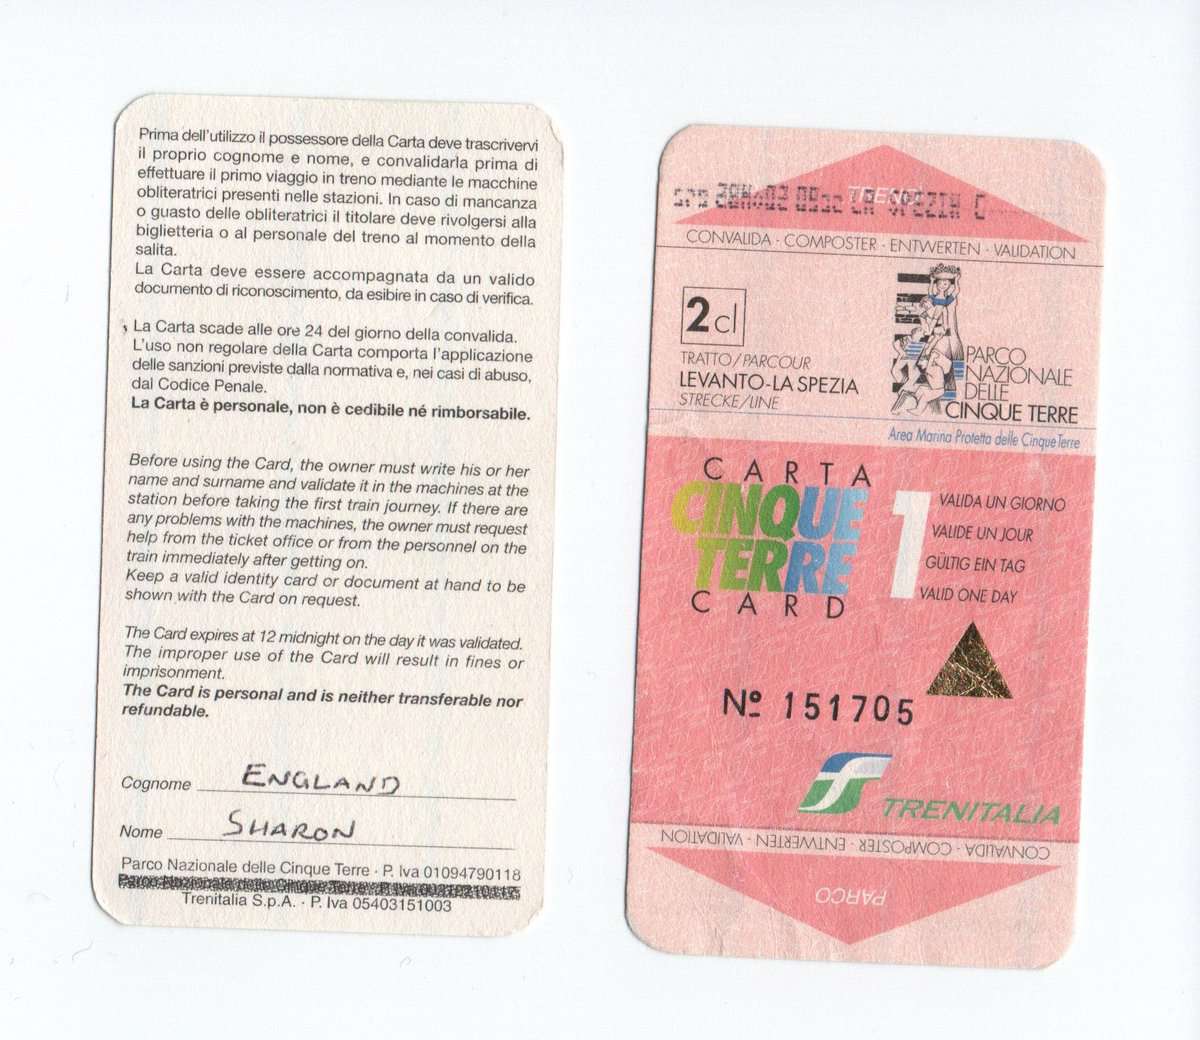 Prima dell'utilizzo il possessore della Carta deve trascrivervi
il proprio cognome e nome, e convalidarla prima di
effettuare il primo viaggio in treno mediante le macchine
obliteratrici presenti nelle stazioni. In caso di mancanza
o guasto delle obliteratrici il titolare deve rivolgersi alla
biglietteria o al personale del treno al momento della
salita.
La Carta deve essere accompagnata da un valido
documento di riconoscimento, da esibire in caso di verifica.
La Carta scade alle ore 24 del giorno della convalida.
L'uso non regolare della Carta comporta l'applicazione
delle sanzioni previste dalla normativa e, nei casi di abuso,
dal Codice Penale.
La Carta è personale, non è cedibile né rimborsabile.
Before using the Card, the owner must write his or her
name and surname and validate it in the machines at the
station before taking the first train journey. If there are
any problems with the machines, the owner must request
help from the ticket office or from the personnel on the
train immediately after getting on.
Keep a valid identity card or document at hand to be
shown with the Card on request.
The Card expires at 12 midnight on the day it was validated.
The improper use of the Card will result in fines or
imprisonment.
The Card is personal and is neither transferable nor
refundable.
Cognome ENGLAND
Nome SHARON
Parco Nazionale delle Cinque Terre · P. Iva 01094790118
Parco Nazionale delle Cinque Terre
Trenitalia S.p.A. · P. Iva 05403151003
TRENO
LA SPEZIA C
CONVALIDA · COMPOSTER · ENTWERTEN · VALIDATION
2 cl
TRATTO/PARCOUR
LEVANTO-LA SPEZIA
STRECKE/LINE
PARCO
NAZIONALE
DELLE
CINQUE TERRE
Area Marina Protetta delle Cinque Terre
CARTA
CINQUE
TERRE
CARD
1
VALIDA UN GIORNO
VALIDE UN JOUR
GÜLTIG EIN TAG
VALID ONE DAY
Nº 151705
TRENITALIA
CONVALIDA · COMPOSTER · ENTWERTEN · VALIDATION
PARCO